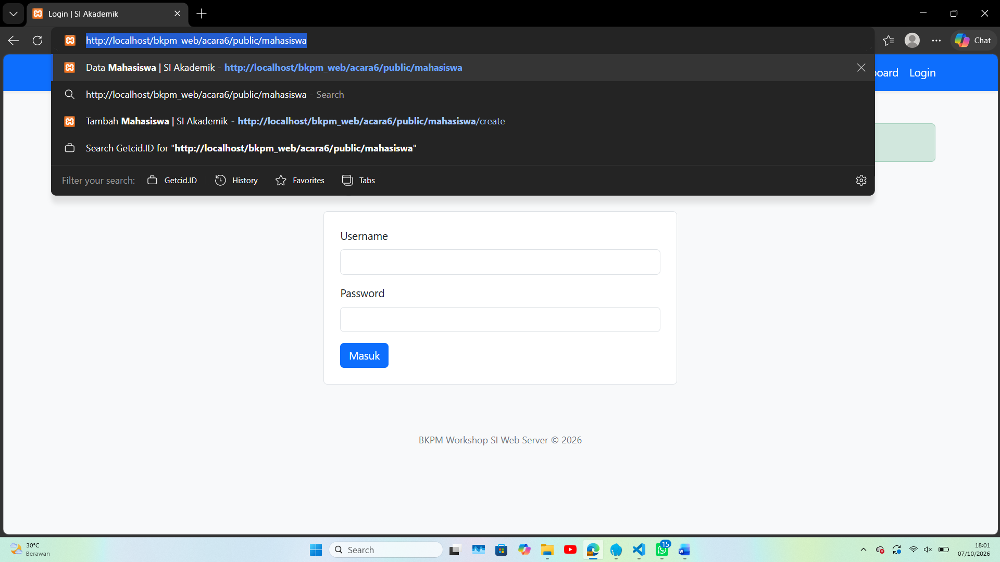 Login | SI Akademik
http://localhost/bkpm_web/acara6/public/mahasiswa
Chat
Data Mahasiswa | SI Akademik - http://localhost/bkpm_web/acara6/public/mahasiswa
http://localhost/bkpm_web/acara6/public/mahasiswa - Search
Tambah Mahasiswa | SI Akademik - http://localhost/bkpm_web/acara6/public/mahasiswa/create
Search Getcid.ID for "http://localhost/bkpm_web/acara6/public/mahasiswa"
Filter your search: Getcid.ID History Favorites Tabs
board Login
Username
Password
Masuk
BKPM Workshop SI Web Server © 2026
30°C
Berawan
Search
15
18:01
07/10/2026